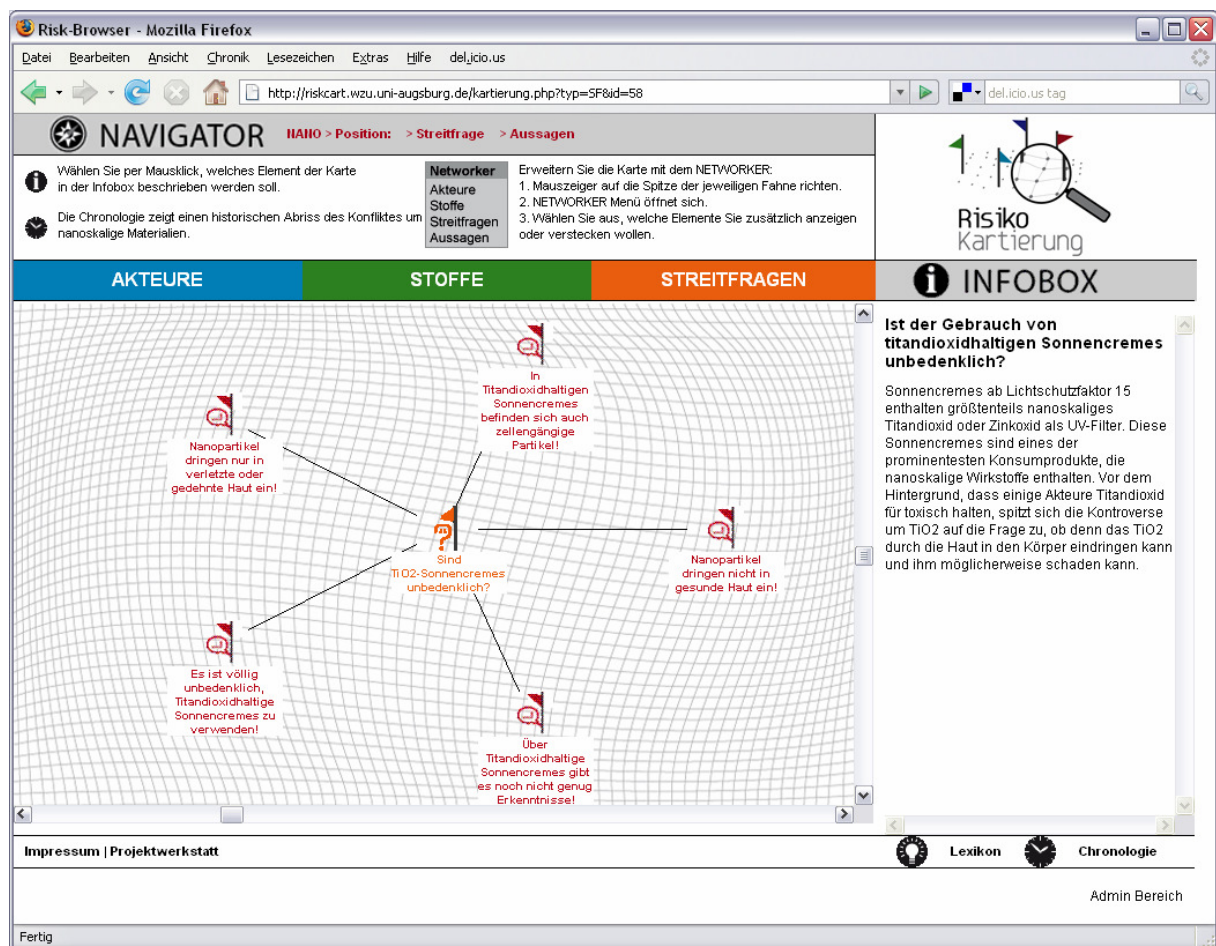 Risk-Browser - Mozilla Firefox
Datei Bearbeiten Ansicht Chronik Lesezeichen Extras Hilfe del.icio.us
http://riskcart.wzu.uni-augsburg.de/kartierung.php?typ=SF&id=58
del.icio.us tag
NAVIGATOR
NANO > Position: > Streitfrage > Aussagen
Wählen Sie per Mausklick, welches Element der Karte
in der Infobox beschrieben werden soll.
Die Chronologie zeigt einen historischen Abriss des Konfliktes um
nanoskalige Materialien.
Networker
Akteure
Stoffe
Streitfragen
Aussagen
Erweitern Sie die Karte mit dem NETWORKER:
1. Mauszeiger auf die Spitze der jeweiligen Fahne richten.
2. NETWORKER Menü öffnet sich.
3. Wählen Sie aus, welche Elemente Sie zusätzlich anzeigen
oder verstecken wollen.
Risiko
Kartierung
AKTEURE
STOFFE
STREITFRAGEN
INFOBOX
In
Titandioxidhaltigen
Sonnencremes
befinden sich auch
zellengängige
Partikel!
Nanopartikel
dringen nur in
verletzte oder
gedehnte Haut ein!
Sind
TiO2-Sonnencremes
unbedenklich?
Nanopartikel
dringen nicht in
gesunde Haut ein!
Es ist völlig
unbedenklich,
Titandioxidhaltige
Sonnencremes zu
verwenden!
Über
Titandioxidhaltige
Sonnencremes gibt
es noch nicht genug
Erkenntnisse!
Ist der Gebrauch von
titandioxidhaltigen Sonnencremes
unbedenklich?
Sonnencremes ab Lichtschutzfaktor 15
enthalten größtenteils nanoskaliges
Titandioxid oder Zinkoxid als UV-Filter. Diese
Sonnencremes sind eines der
prominentesten Konsumprodukte, die
nanoskalige Wirkstoffe enthalten. Vor dem
Hintergrund, dass einige Akteure Titandioxid
für toxisch halten, spitzt sich die Kontroverse
um TiO2 auf die Frage zu, ob denn das TiO2
durch die Haut in den Körper eindringen kann
und ihm möglicherweise schaden kann.
Impressum | Projektwerkstatt
Lexikon
Chronologie
Admin Bereich
Fertig